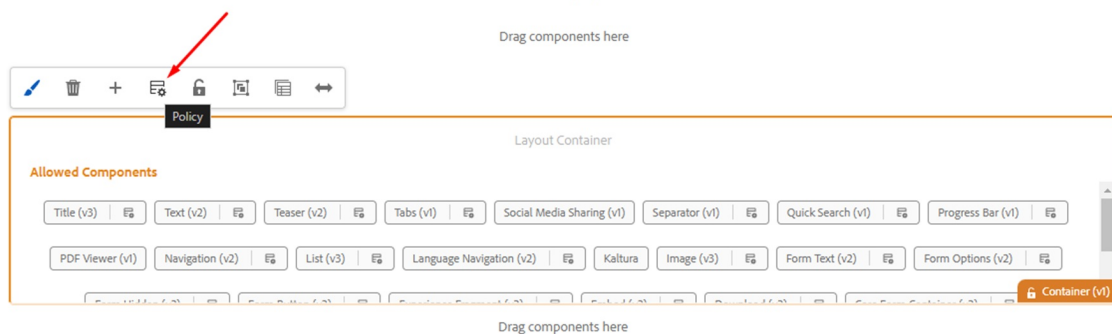 Drag components here
Policy
Layout Container
Allowed Components
Title (v3) Text (v2) Teaser (v2) Tabs (v1) Social Media Sharing (v1) Separator (v1) Quick Search (v1) Progress Bar (v1)
PDF Viewer (v1) Navigation (v2) List (v3) Language Navigation (v2) Kaltura Image (v3) Form Text (v2) Form Options (v2)
Container (v1)
Drag components here